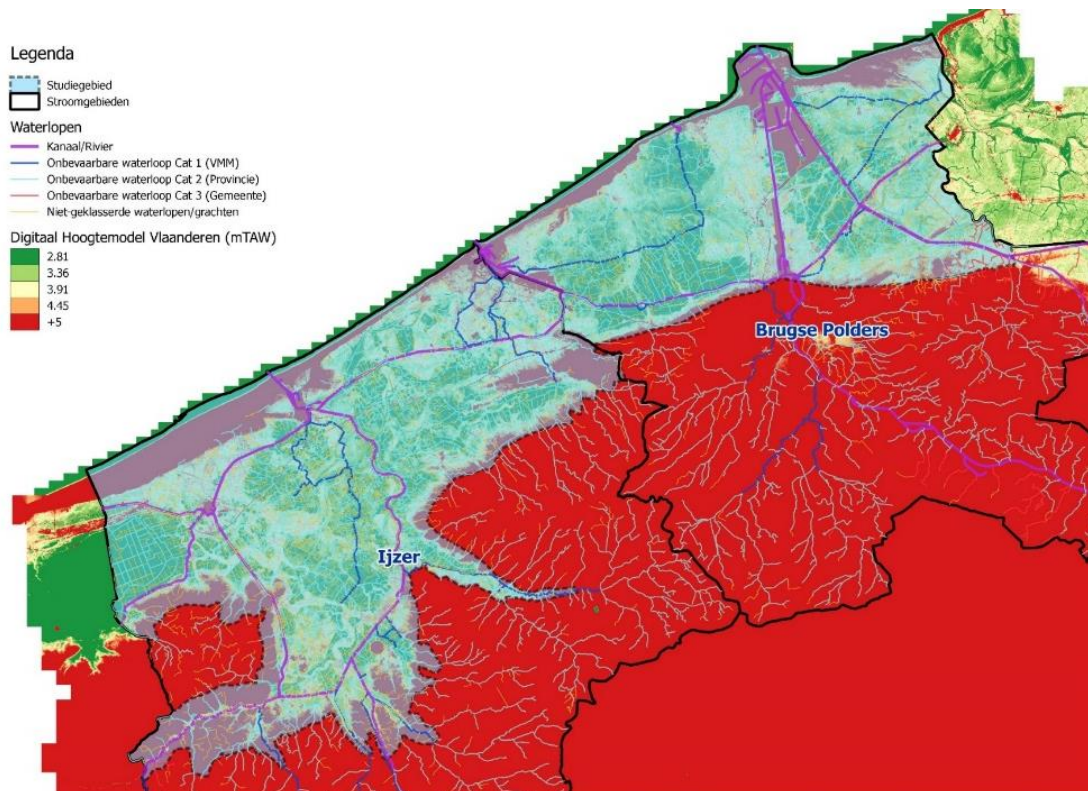 Legenda
Studiegebied
Stroomgebieden
Waterlopen
Kanaal/Rivier
Onbevaarbare waterloop Cat 1 (VMM)
Onbevaarbare waterloop Cat 2 (Provincie)
Onbevaarbare waterloop Cat 3 (Gemeente)
Niet-geklasserde waterlopen/grachten
Digitaal Hoogtemodel Vlaanderen (mTAW)
2.81
3.36
3.91
4.45
+5
Brugse Polders
Ijzer